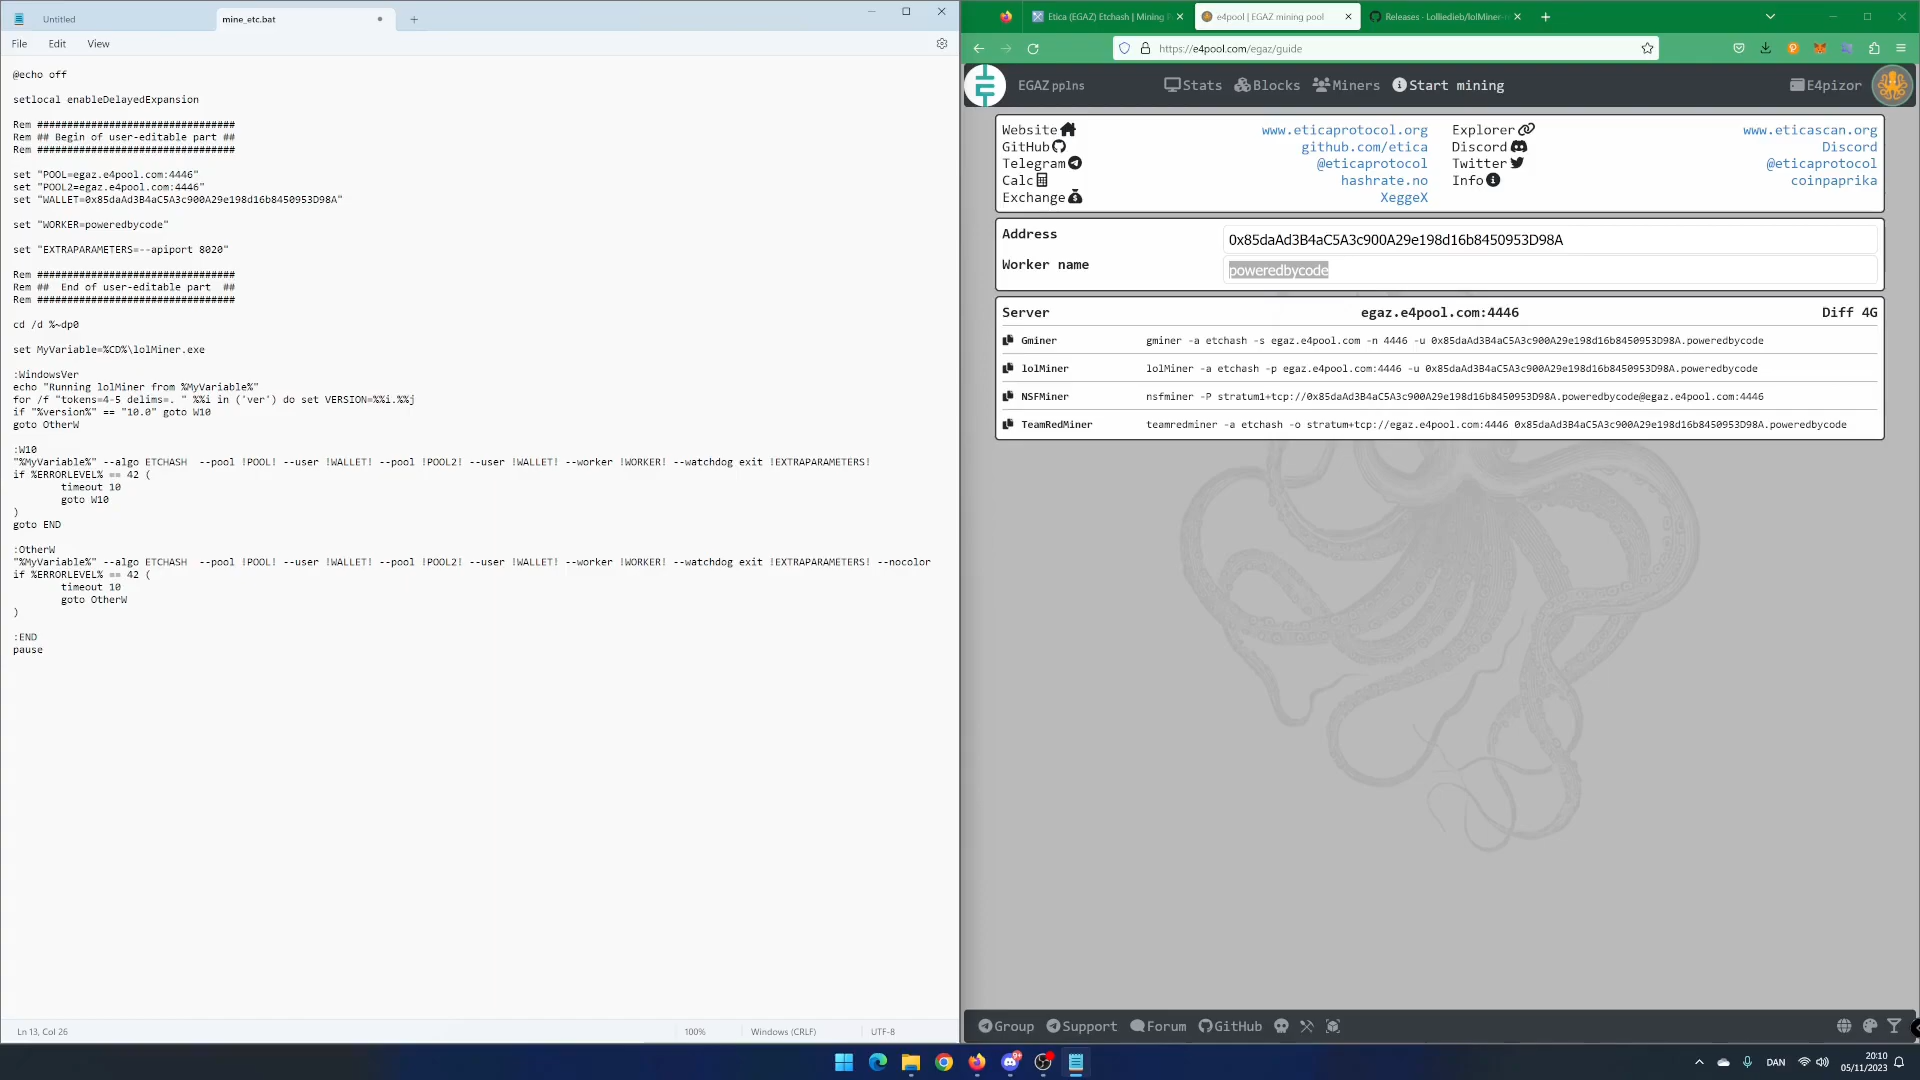 Untitled
mine_etc.bat
File Edit View
@echo off
setlocal enableDelayedExpansion
Rem #################################
Rem ## Begin of user-editable part ##
Rem #################################
set "POOL=egaz.e4pool.com:4446"
set "POOL2=egaz.e4pool.com:4446"
set "WALLET=0x85daAd3B4aC5A3c900A29e198d16b8450953D98A"
set "WORKER=poweredbycode"
set "EXTRAPARAMETERS=--apiport 8020"
Rem #################################
Rem ##  End of user-editable part  ##
Rem #################################
cd /d %~dp0
set MyVariable=%CD%\lolMiner.exe
:WindowsVer
echo "Running lolMiner from %MyVariable%"
for /f "tokens=4-5 delims=. " %%i in ('ver') do set VERSION=%%i.%%j
if "%version%" == "10.0" goto W10
goto OtherW
:W10
"%MyVariable%" --algo ETCHASH  --pool !POOL! --user !WALLET! --pool !POOL2! --user !WALLET! --worker !WORKER! --watchdog exit !EXTRAPARAMETERS!
if %ERRORLEVEL% == 42 (
timeout 10
goto W10
)
goto END
:OtherW
"%MyVariable%" --algo ETCHASH  --pool !POOL! --user !WALLET! --pool !POOL2! --user !WALLET! --worker !WORKER! --watchdog exit !EXTRAPARAMETERS! --nocolor
if %ERRORLEVEL% == 42 (
timeout 10
goto OtherW
)
:END
pause
Ln 13, Col 26 100% Windows (CRLF) UTF-8
Etica (EGAZ) Etchash | Mining
e4pool | EGAZ mining pool
Releases · Lolliedieb/lolMiner-r
https://e4pool.com/egaz/guide
EGAZ pplns Stats Blocks Miners Start mining E4pizor
Website www.eticaprotocol.org Explorer www.eticascan.org
GitHub github.com/etica Discord Discord
Telegram @eticaprotocol Twitter @eticaprotocol
Calc hashrate.no Info coinpaprika
Exchange XeggeX
Address 0x85daAd3B4aC5A3c900A29e198d16b8450953D98A
Worker name poweredbycode
Server egaz.e4pool.com:4446 Diff 4G
Gminer gminer -a etchash -s egaz.e4pool.com -n 4446 -u 0x85daAd3B4aC5A3c900A29e198d16b8450953D98A.poweredbycode
lolMiner lolMiner -a etchash -p egaz.e4pool.com:4446 -u 0x85daAd3B4aC5A3c900A29e198d16b8450953D98A.poweredbycode
NSFMiner nsfminer -P stratum1+tcp://0x85daAd3B4aC5A3c900A29e198d16b8450953D98A.poweredbycode@egaz.e4pool.com:4446
TeamRedMiner teamredminer -a etchash -o stratum+tcp://egaz.e4pool.com:4446 0x85daAd3B4aC5A3c900A29e198d16b8450953D98A.poweredbycode
Group Support Forum GitHub
DAN
20:10
05/11/2023